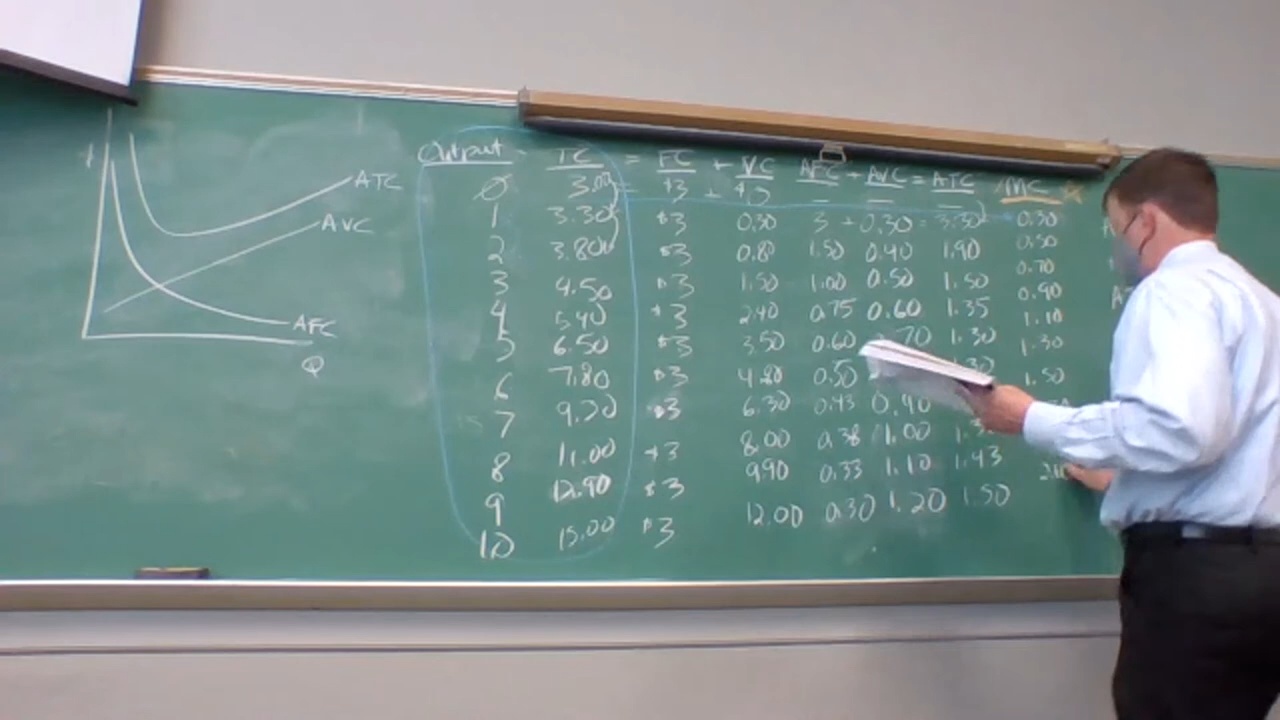 ATC
AVC
AFC
Q
Output TC = FC + VC AFC + AVC = ATC MC
0 3.00 = $3 + $0 — — —
1 3.30 $3 0.30 3 + 0.30 = 3.30 0.30
2 3.80 $3 0.80 1.50 0.40 1.90 0.50
3 4.50 $3 1.50 1.00 0.50 1.50 0.70
4 5.40 $3 2.40 0.75 0.60 1.35 0.90
5 6.50 $3 3.50 0.60 70 1.30 1.10
6 7.80 $3 4.80 0.50 30 1.30
7 9.20 $3 6.30 0.43 0.90 1.50
8 11.00 $3 8.00 0.38 1.00 1.3
9 12.90 $3 9.90 0.33 1.10 1.43
10 15.00 $3 12.00 0.30 1.20 1.50